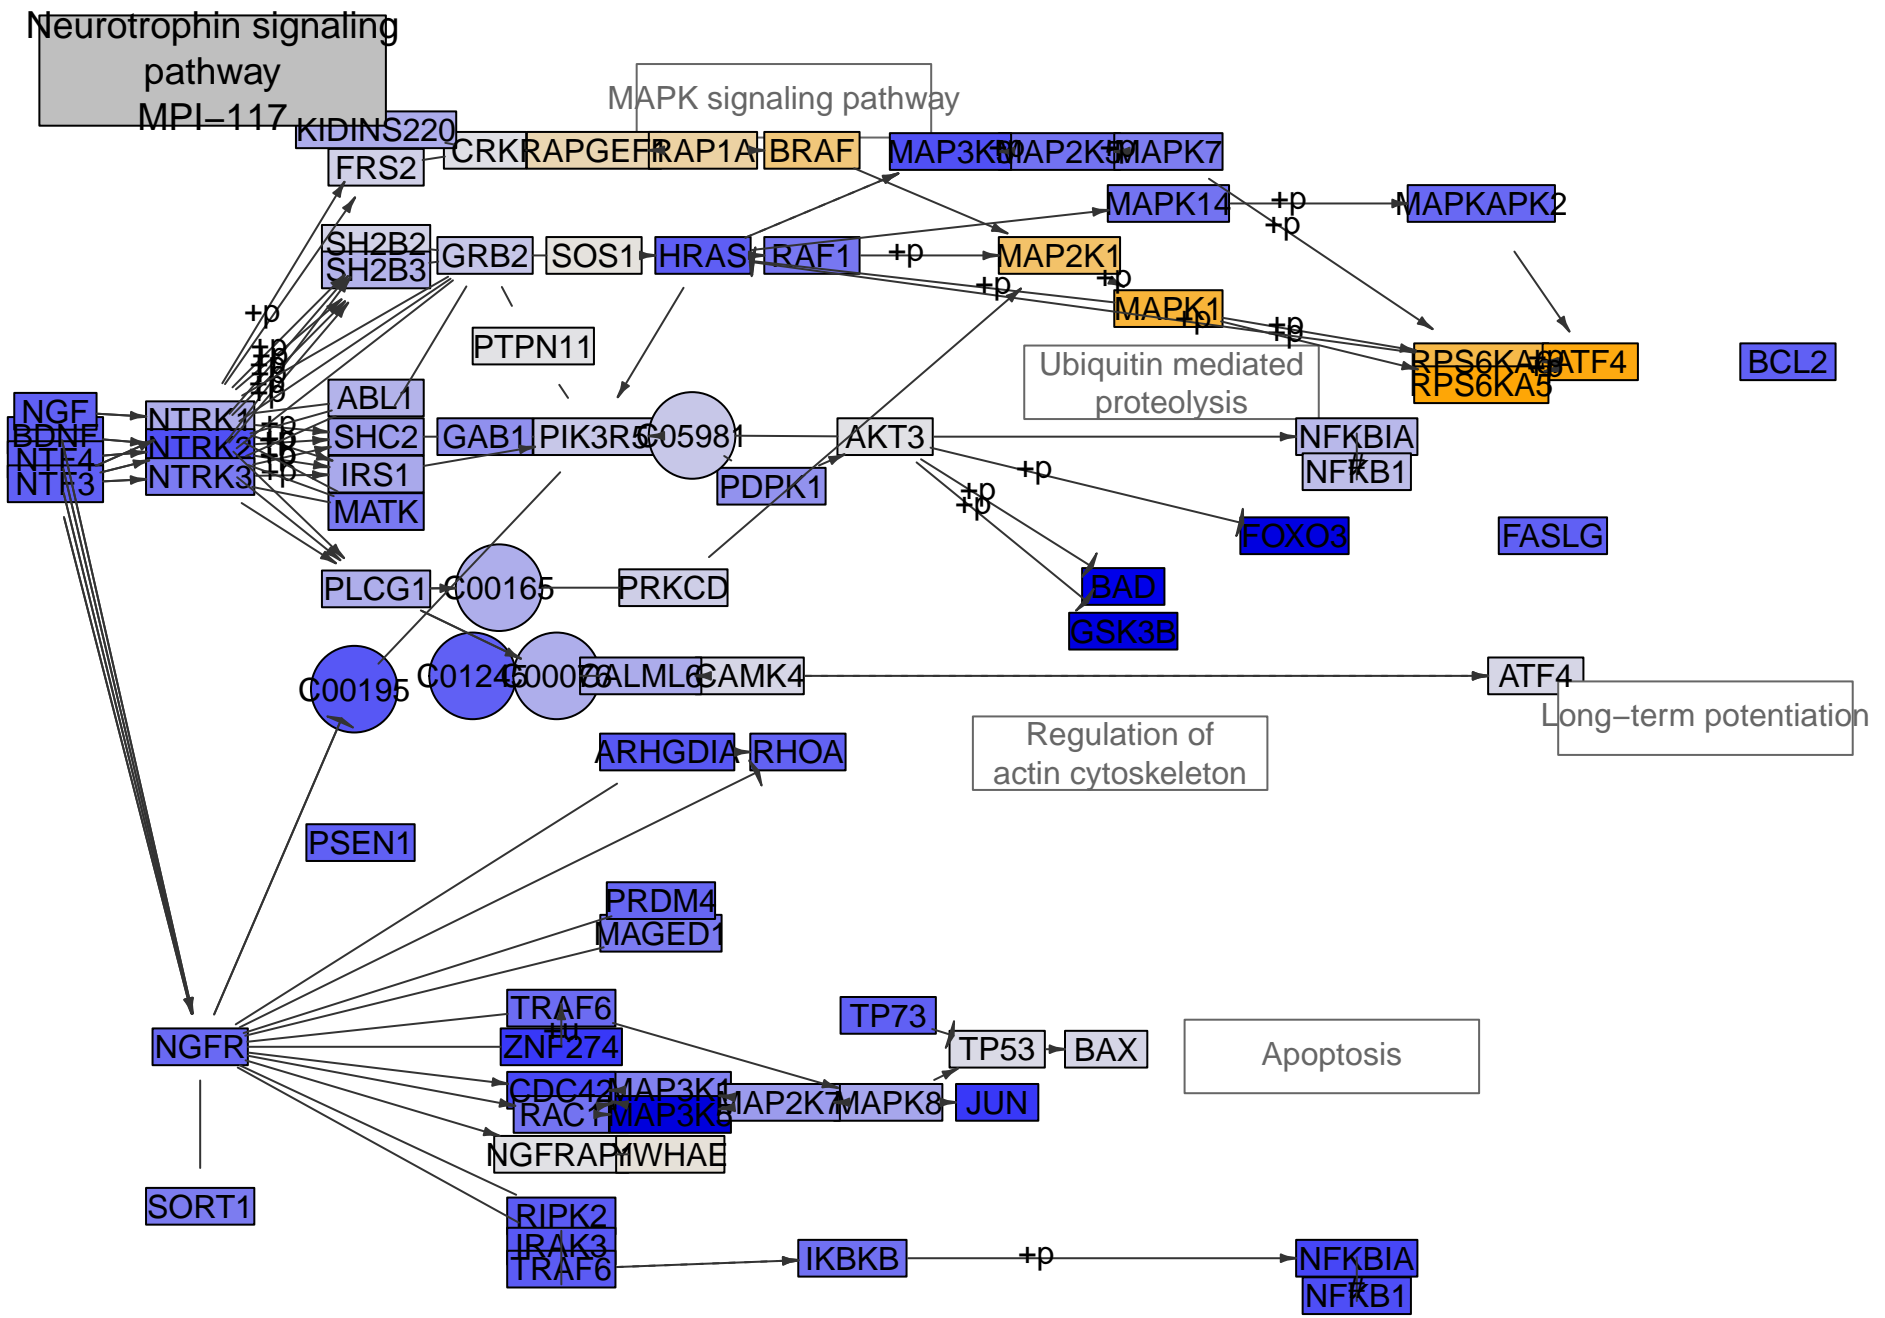 Neurotrophin signaling
pathway
MPI−117
MAPK signaling pathway
KIDINS220
FRS2
RAP1A
BRAF
MAP2K5
MAPK7
+p
MAPK14
+p
MAPKAPK2
+p
SH2B2
SH2B3
GRB2
SOS1
HRAS
RAF1
+p
MAP2K1
+p
+p
MAPK1
+p
+p
+p
+p
PTPN11
Ubiquitin mediated
proteolysis
RPS6KA5
ATF4
BCL2
+p
+p
+p
NGF
BDNF
NTF4
NTF3
NTRK1
NTRK2
NTRK3
+p
+p
+p
+p
ABL1
SHC2
IRS1
MATK
GAB1
PIK3R5
C05981
PDPK1
AKT3
+p
+p
+p
NFKBIA
NFKB1
FOXO3
FASLG
BAD
GSK3B
PLCG1
C00165
PRKCD
C00195
C01245
C00076
CALML6
CAMK4
ATF4
Long−term potentiation
Regulation of
actin cytoskeleton
ARHGDIA
RHOA
PSEN1
PRDM4
MAGED1
TRAF6
+u
ZNF274
NGFR
CDC42
RAC1
MAP3K1
MAP3K5
MAP2K7
MAPK8
JUN
TP73
TP53
BAX
Apoptosis
NGFRAP1
YWHAE
SORT1
RIPK2
IRAK3
TRAF6
IKBKB
+p
NFKBIA
NFKB1